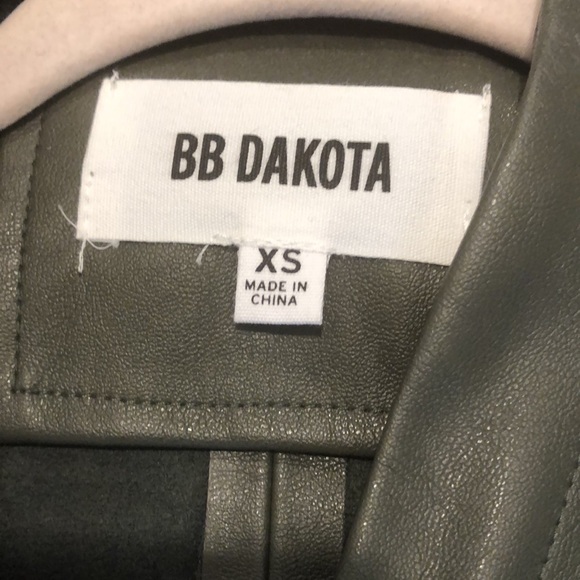 BB DAKOTA
XS
MADE IN
CHINA